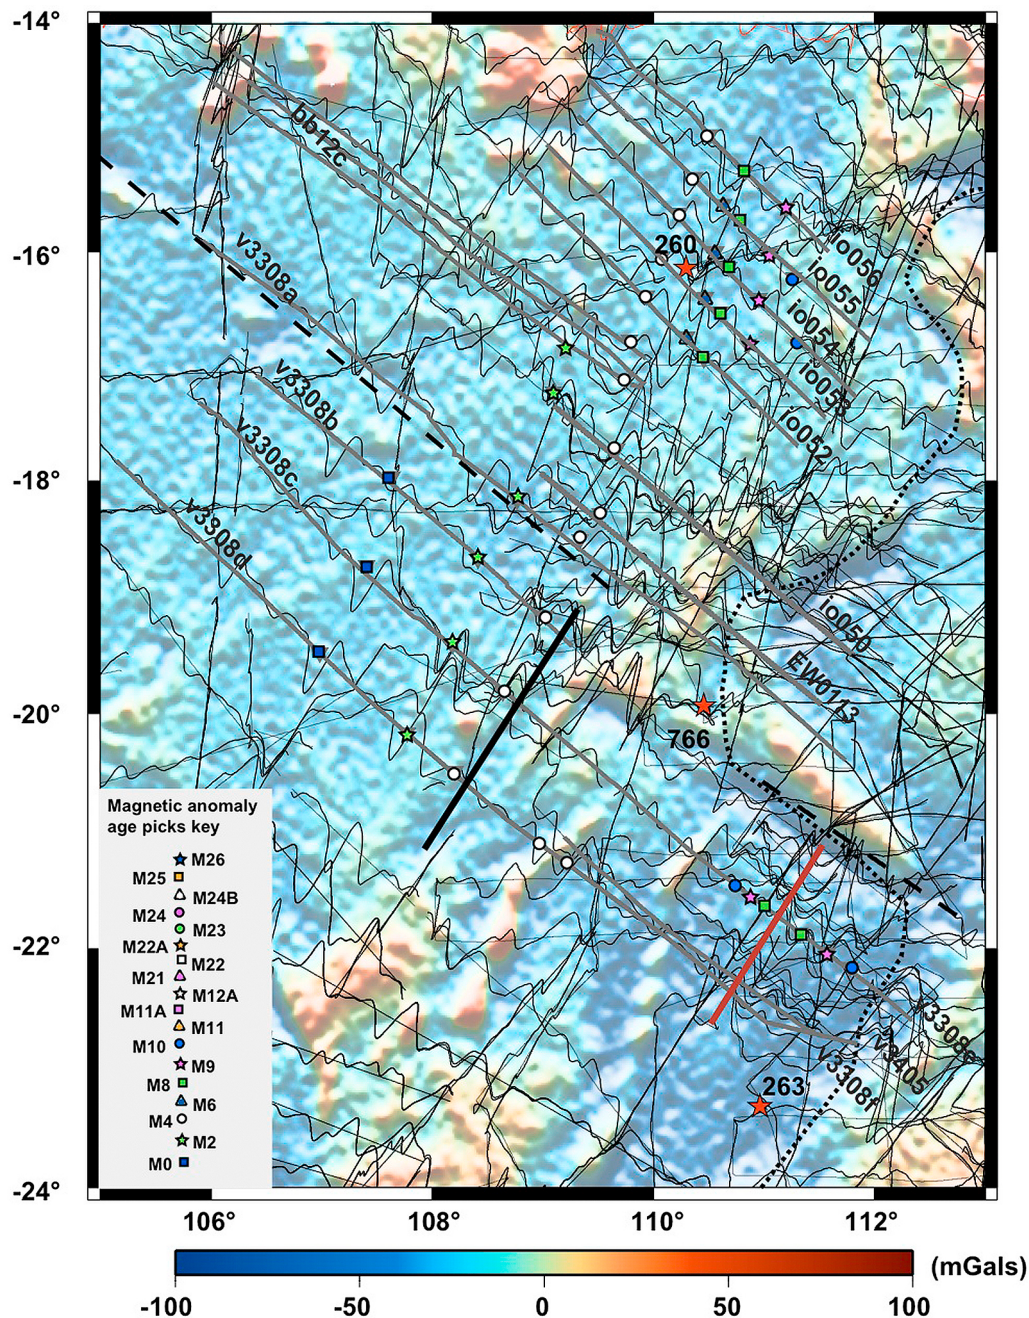 -14°
bb12c
-16°
260
io056
io055
v3308a
io054
io053
v3308b
io052
-18°
v3308c
v3308d
io050
EW0113
-20°
766
Magnetic anomaly
age picks key
M26
M25
M24B
M24
M23
M22A
M22
M21
M12A
M11A
M11
M10
M9
M8
M6
M4
M2
M0
-22°
v3308e
v3405
v3308f
263
-24°
106°
108°
110°
112°
(mGals)
-100
-50
0
50
100